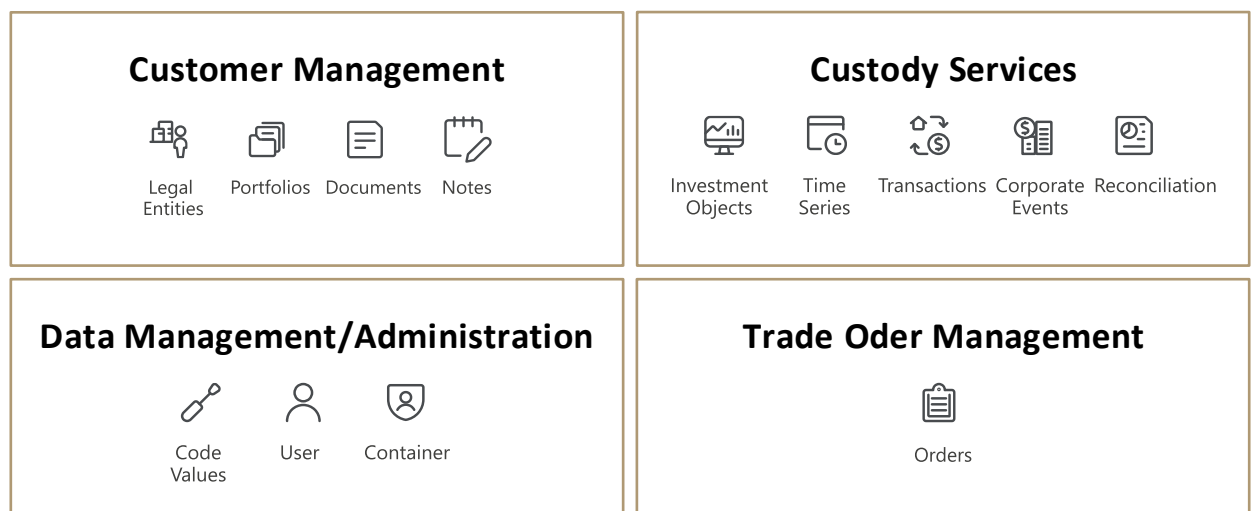 Customer Management
Legal
Entities
Portfolios
Documents
Notes
Custody Services
Investment
Objects
Time
Series
Transactions
Corporate
Events
Reconciliation
Data Management/Administration
Code
Values
User
Container
Trade Oder Management
Orders